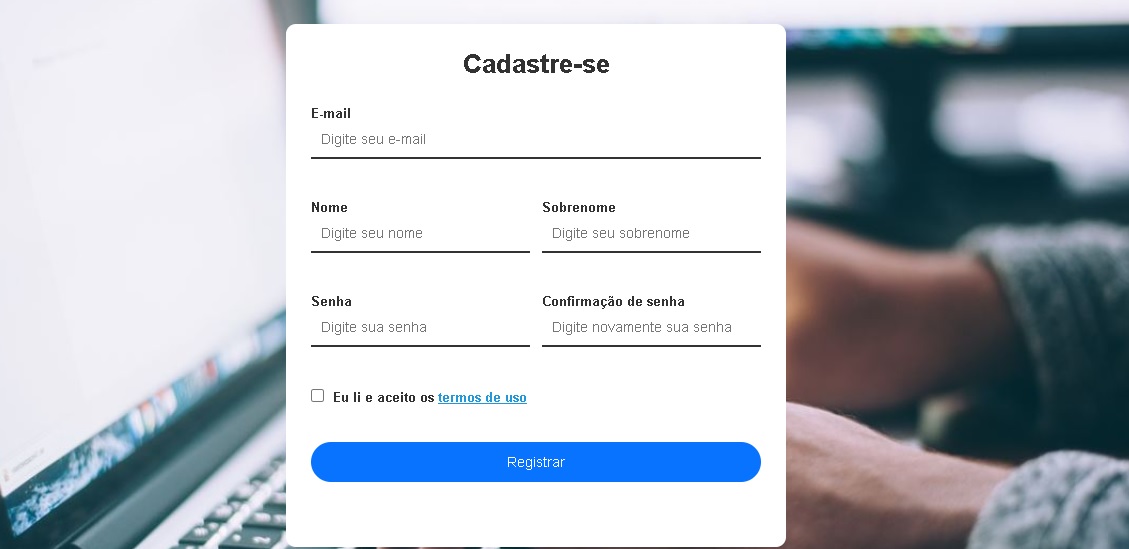 Cadastre-se
E-mail
Digite seu e-mail
Nome
Sobrenome
Digite seu nome
Digite seu sobrenome
Senha
Confirmação de senha
Digite sua senha
Digite novamente sua senha
Eu li e aceito os termos de uso
Registrar